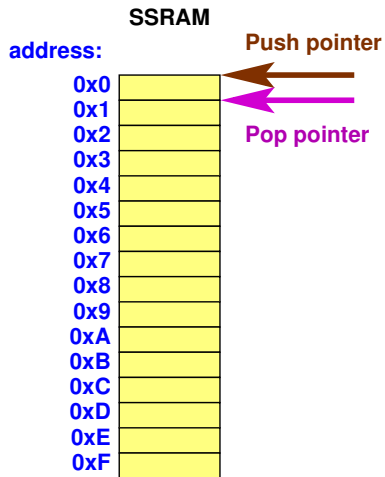 SSRAM
Push pointer
address:
0x0
0x1
Pop pointer
0x2
0x3
0x4
0x5
0x6
0x7
0x8
0x9
0xA
0xB
0xC
0xD
0xE
0xF